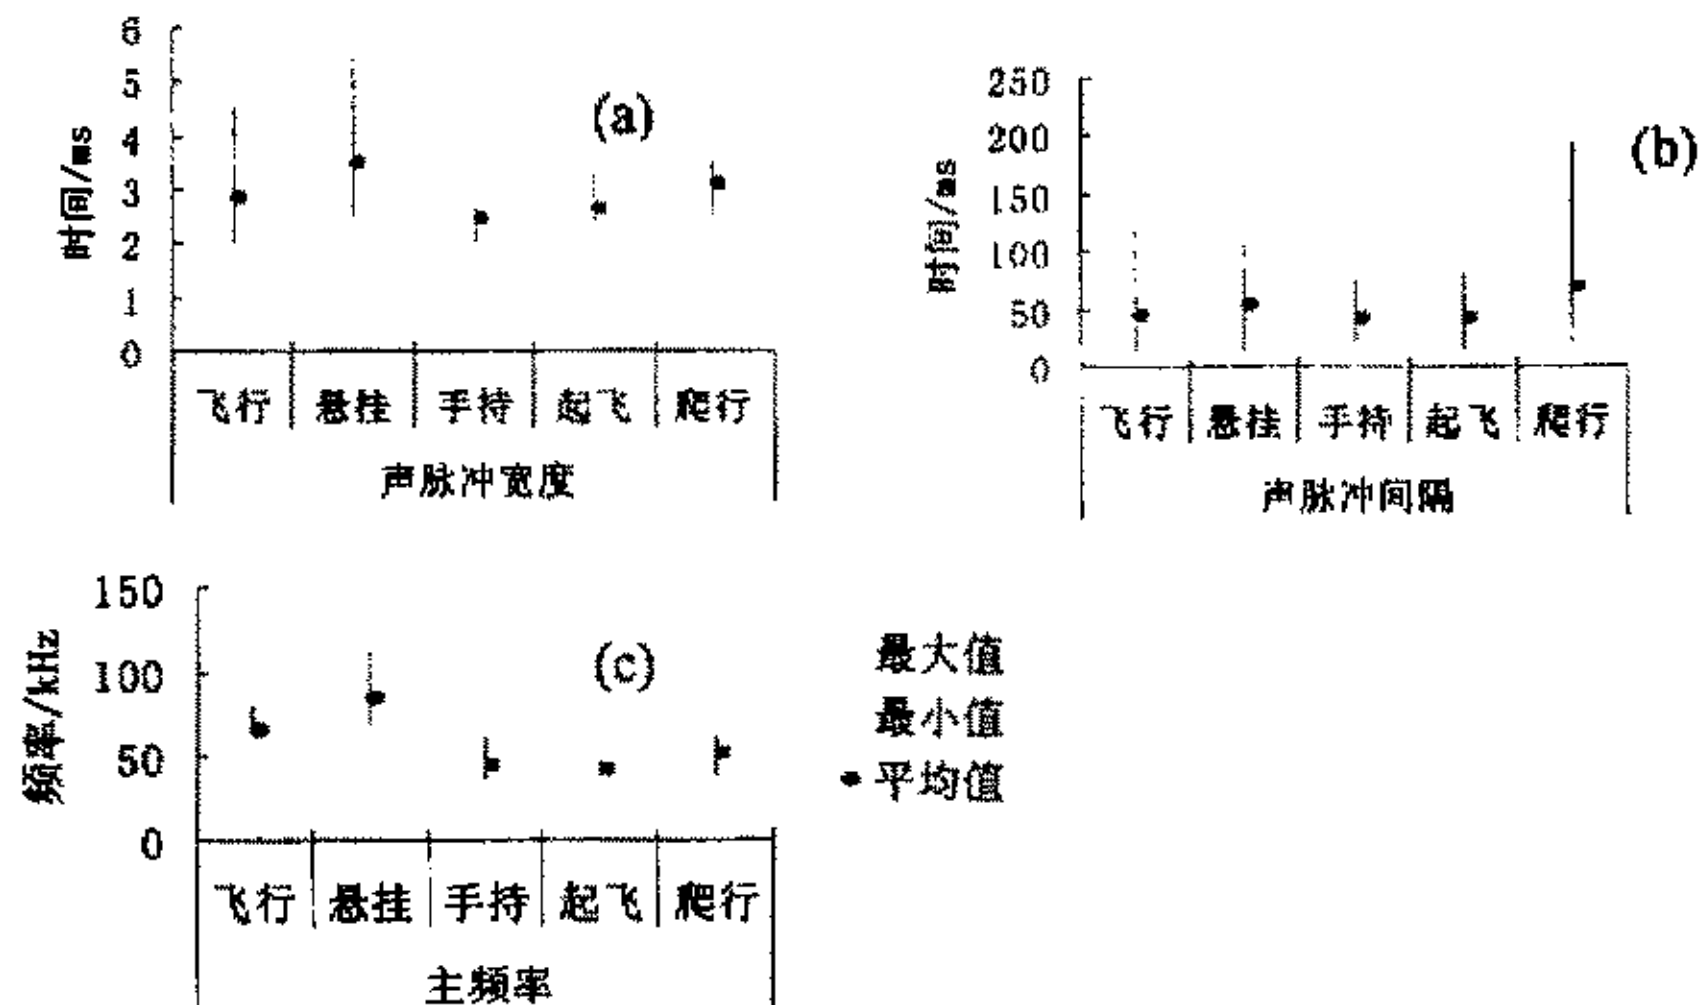 6
5
4
3
2
1
0
时间/ms
(a)
飞行 悬挂 手持 起飞 爬行
声脉冲宽度
250
200
150
100
50
0
时间/ms
(b)
飞行 悬挂 手持 起飞 爬行
声脉冲间隔
150
100
50
0
频率/kHz
(c)
飞行 悬挂 手持 起飞 爬行
主频率
最大值
最小值
平均值